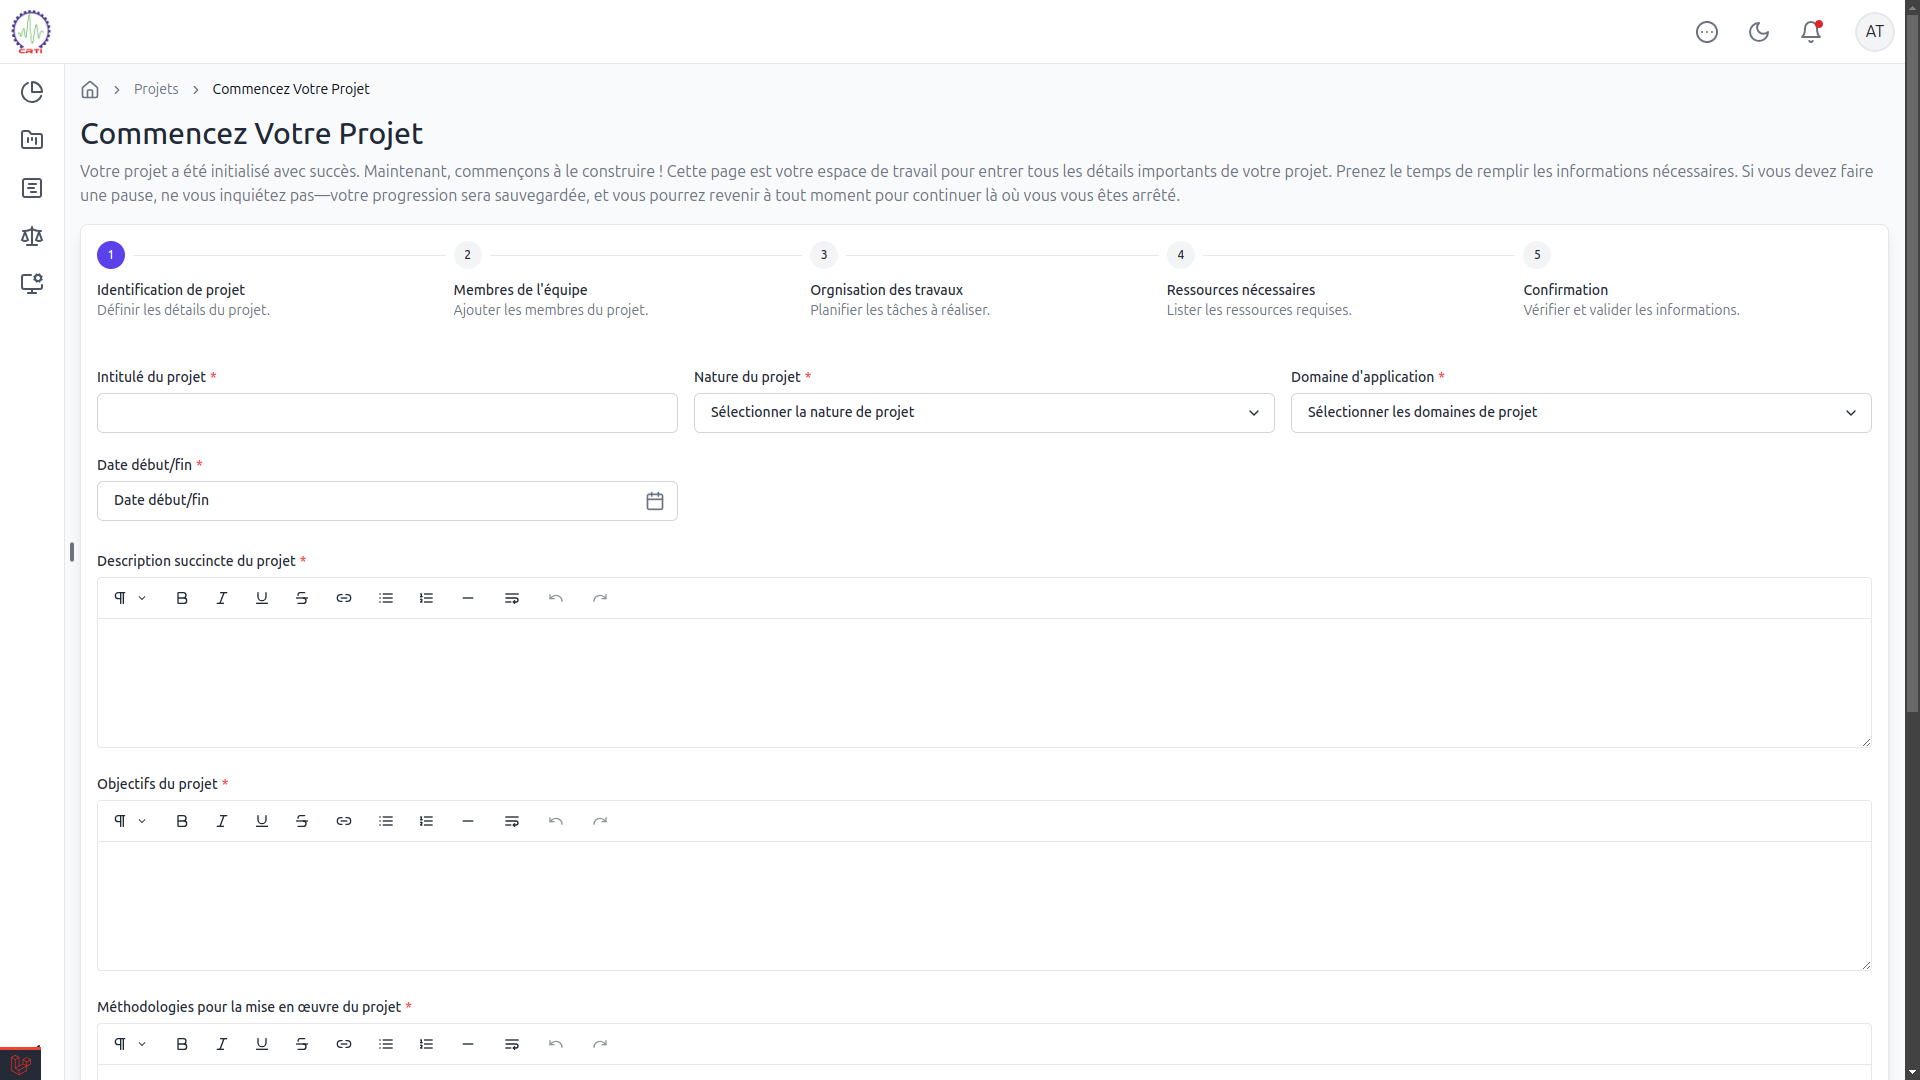 CRTI
AT
Projets
Commencez Votre Projet
Commencez Votre Projet
Votre projet a été initialisé avec succès. Maintenant, commençons à le construire ! Cette page est votre espace de travail pour entrer tous les détails importants de votre projet. Prenez le temps de remplir les informations nécessaires. Si vous devez faire
une pause, ne vous inquiétez pas—votre progression sera sauvegardée, et vous pourrez revenir à tout moment pour continuer là où vous vous êtes arrêté.
1
2
3
4
5
Identification de projet
Membres de l'équipe
Orgnisation des travaux
Ressources nécessaires
Confirmation
Définir les détails du projet.
Ajouter les membres du projet.
Planifier les tâches à réaliser.
Lister les ressources requises.
Vérifier et valider les informations.
Intitulé du projet *
Nature du projet *
Domaine d'application *
Sélectionner la nature de projet
Sélectionner les domaines de projet
Date début/fin *
Date début/fin
Description succincte du projet *
Objectifs du projet *
Méthodologies pour la mise en œuvre du projet *